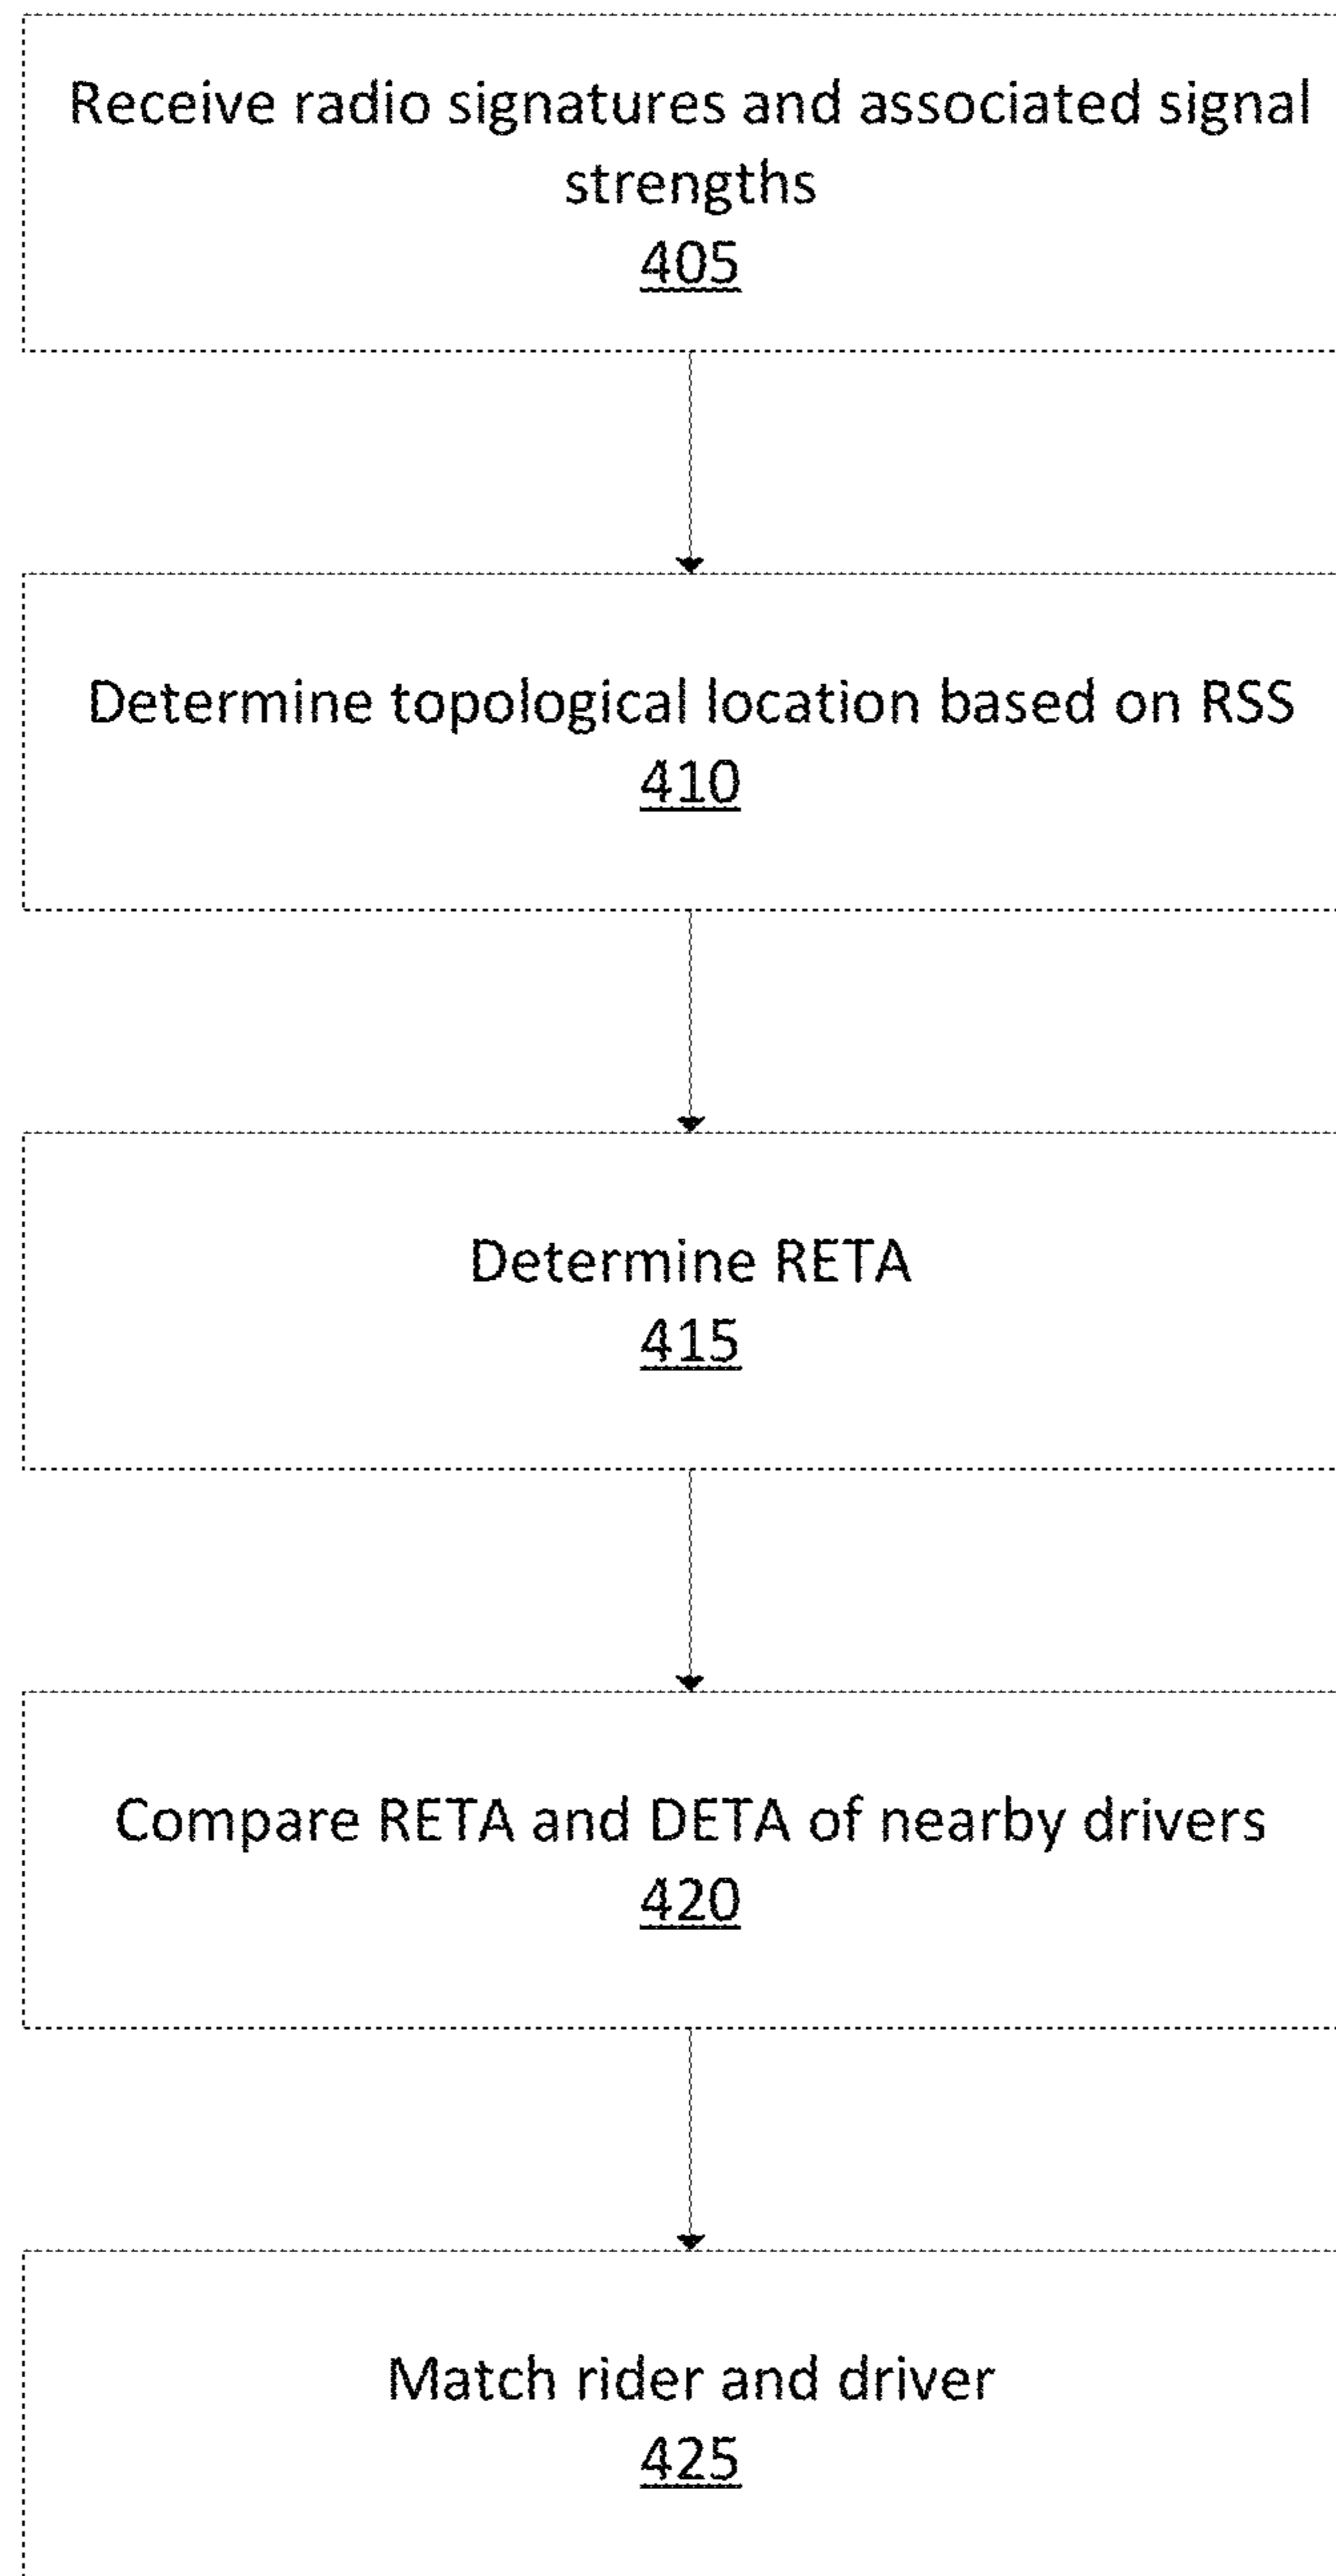 Receive radio signatures and associated signal
strengths
405
Determine topological location based on RSS
410
Determine RETA
415
Compare RETA and DETA of nearby drivers
420
Match rider and driver
425